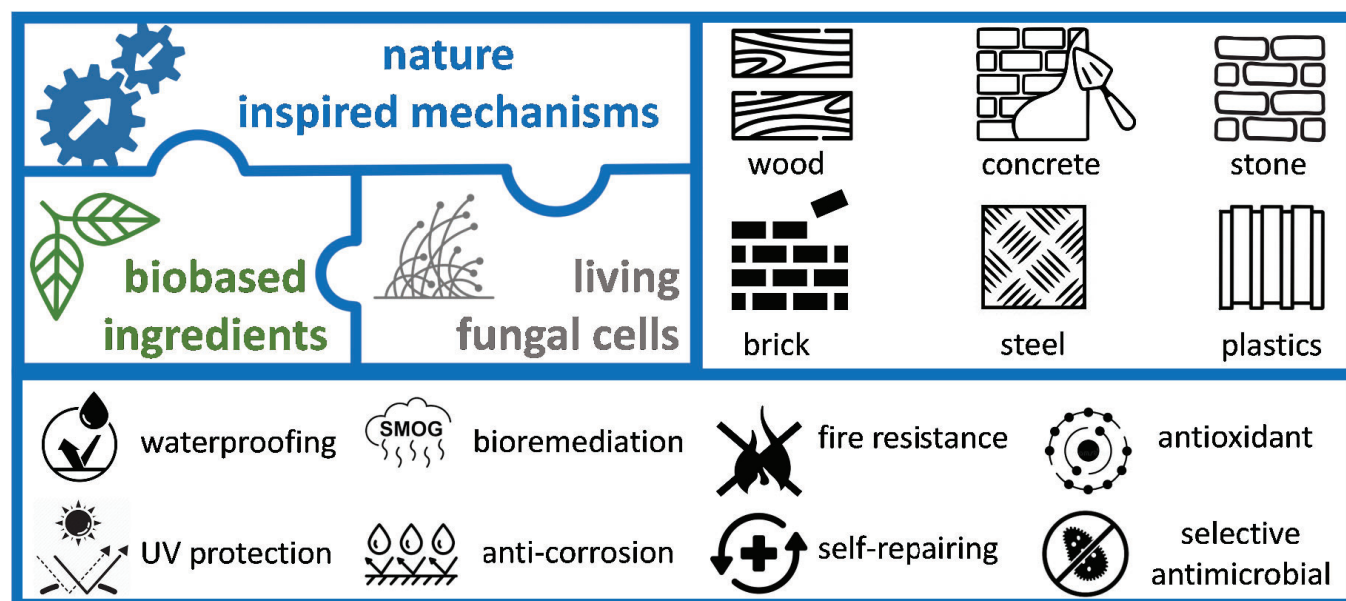 nature
inspired mechanisms
biobased
ingredients
living
fungal cells
wood
concrete
stone
brick
steel
plastics
waterproofing
SMOG
bioremediation
fire resistance
antioxidant
UV protection
anti-corrosion
self-repairing
selective
antimicrobial